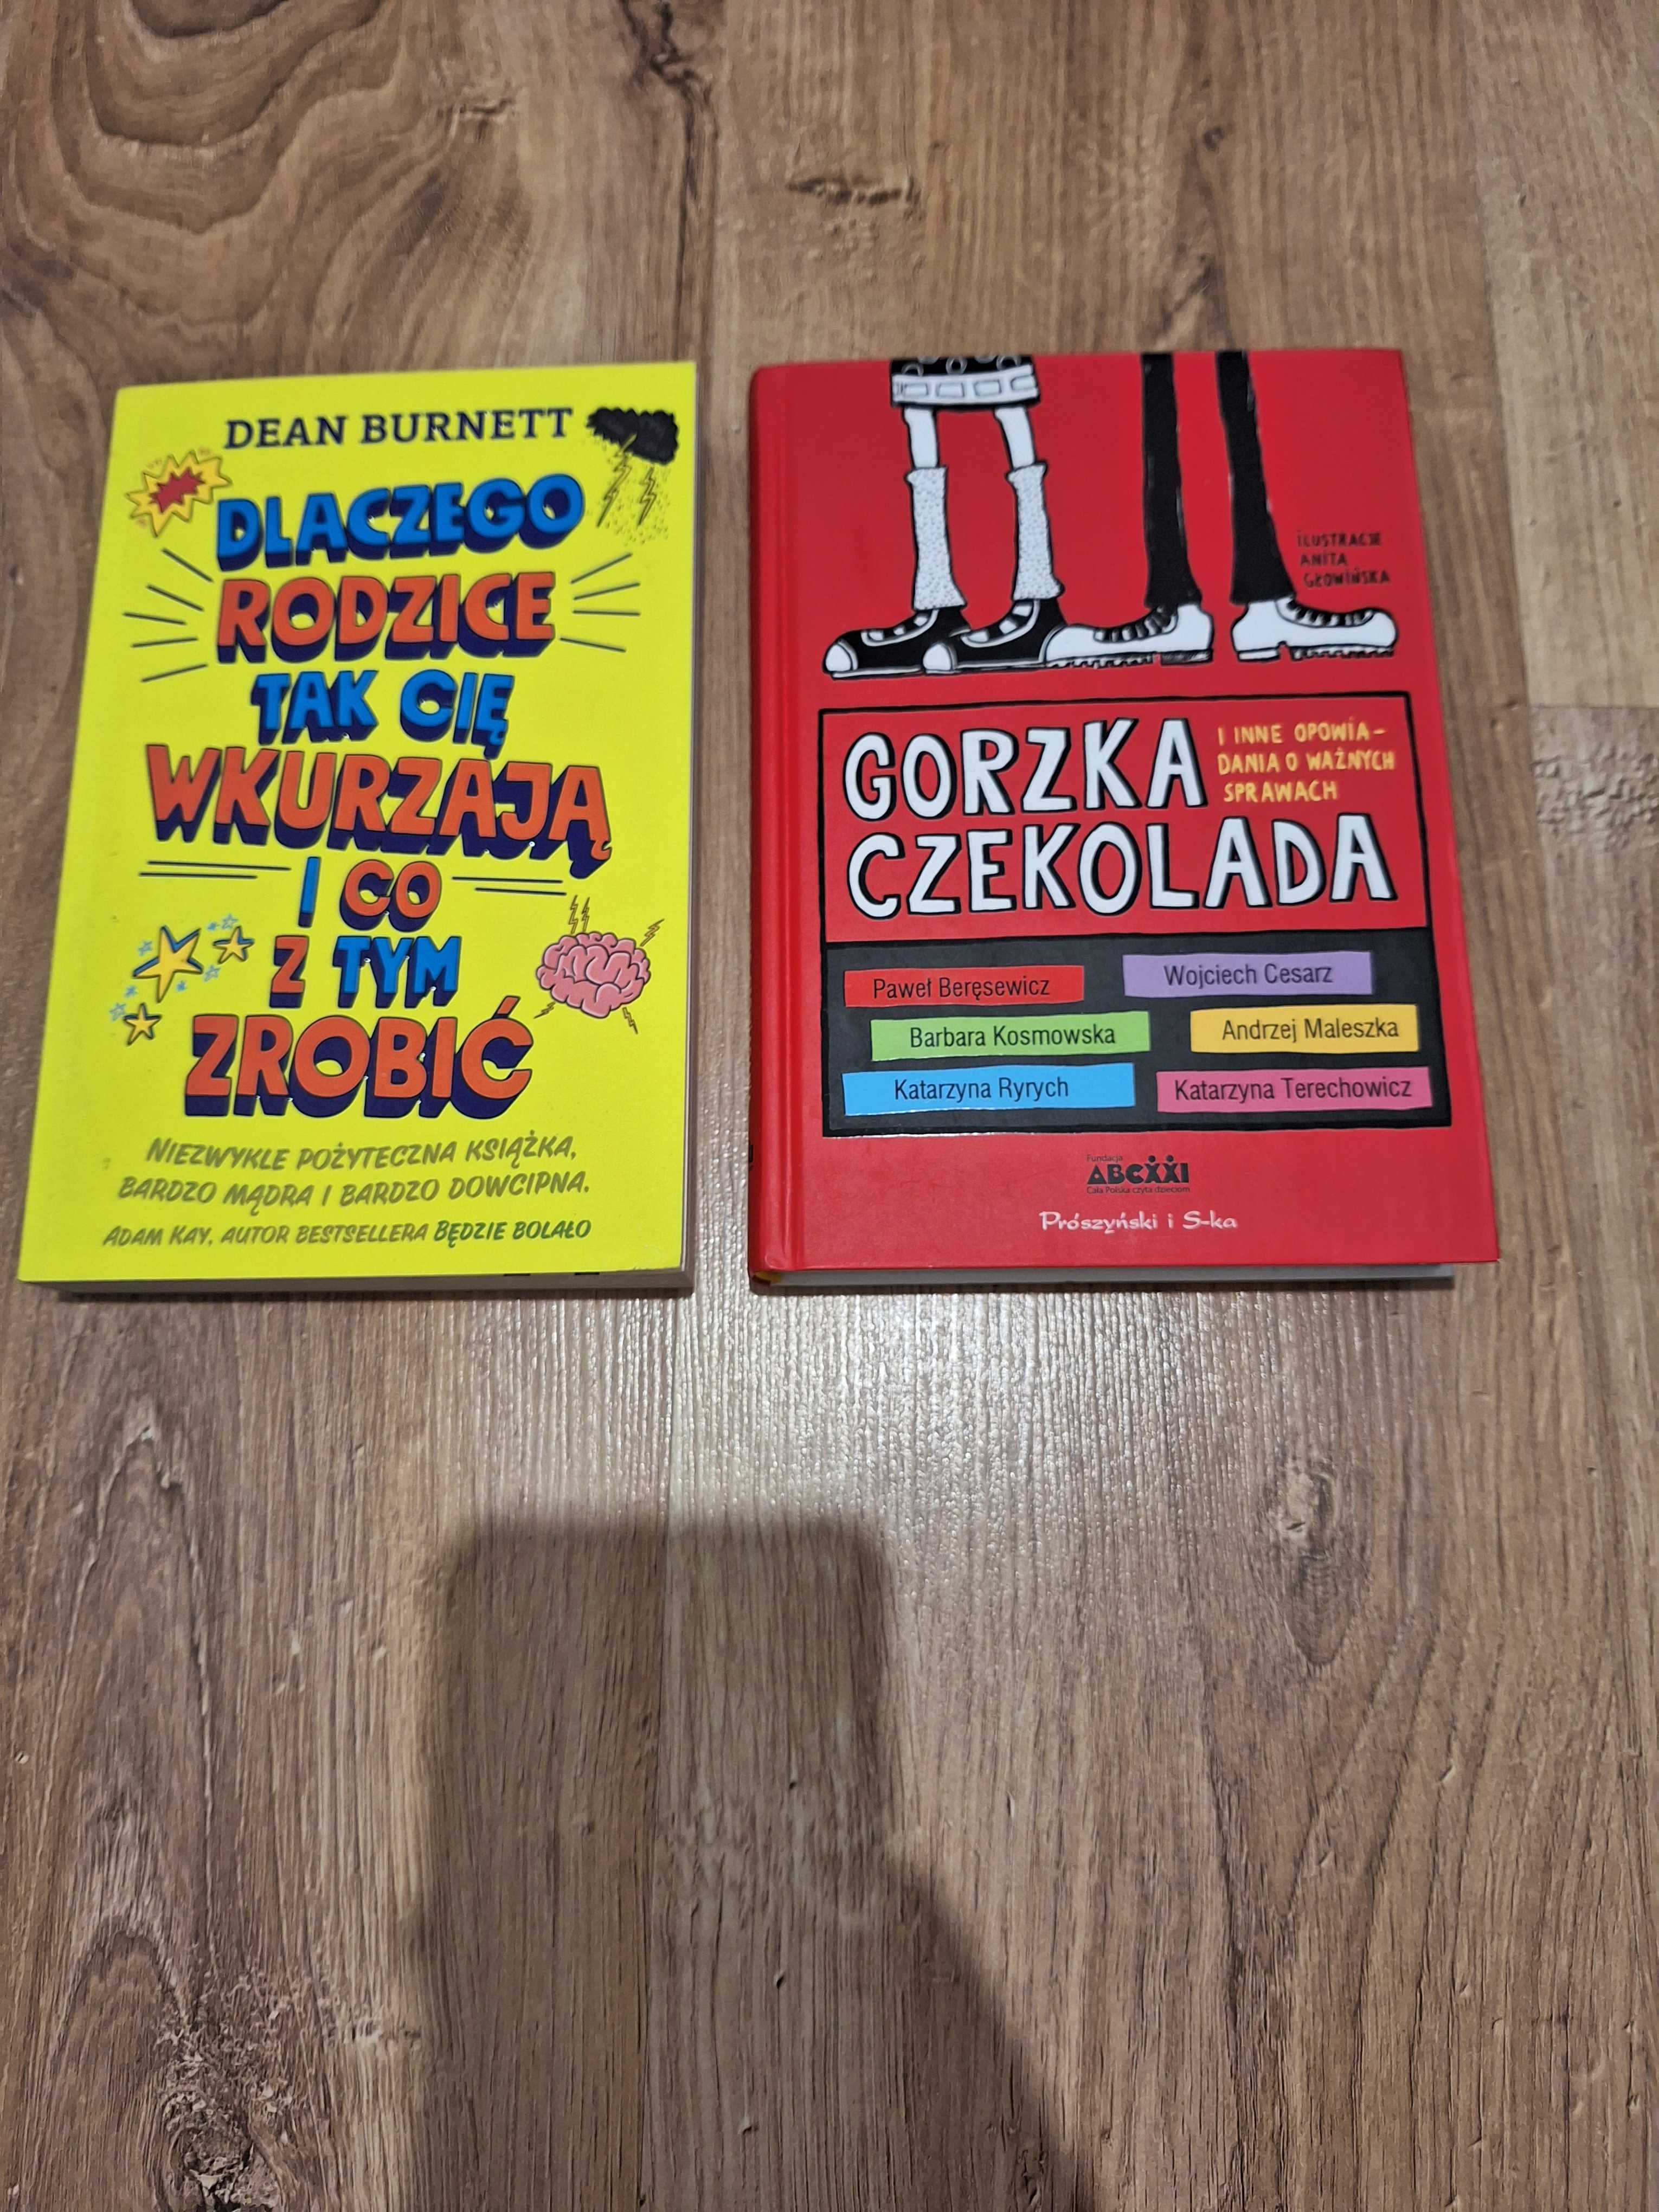 DEAN BURNETT
DLACZEGO
RODZICE
TAK CIĘ
WKURZAJĄ
I CO
Z TYM
ZROBIĆ
NIEZWYKLE POŻYTECZNA KSIĄŻKA,
BARDZO MĄDRA I BARDZO DOWCIPNA.
ADAM KAY, AUTOR BESTSELLERA BĘDZIE BOLAŁO
ILUSTRACJE
ANITA
GŁOWIŃSKA
GORZKA
CZEKOLADA
I INNE OPOWIA-
DANIA O WAŻNYCH
SPRAWACH
Paweł Beręsewicz
Wojciech Cesarz
Barbara Kosmowska
Andrzej Maleszka
Katarzyna Ryrych
Katarzyna Terechowicz
Fundacja
ABCXXI
Cała Polska czyta dzieciom
Prószyński i S-ka